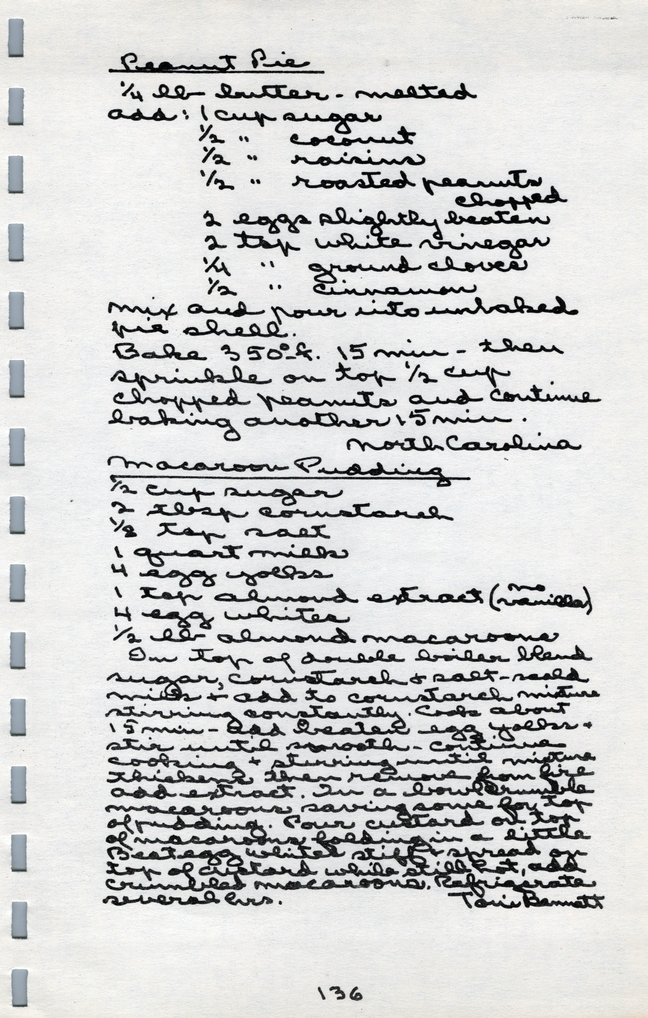 Peanut Pie
1/4 lb butter - melted
add: 1 cup sugar
1/2 " coconut
1/2 " raisins
1/2 " roasted peanuts
chopped
2 eggs slightly beaten
2 tsp white vinegar
1/4 " ground cloves
1/2 " cinnamon
Mix and pour into unbaked
pie shell.
Bake 350° f. 15 min - then
sprinkle on top 1/2 cup
chopped peanuts and continue
baking another 15 min.
North Carolina
Macaroon Pudding
1/2 cup sugar
2 tbsp cornstarch
1/8 tsp salt
1 quart milk
4 egg yolks
1 tsp almond extract (no vanilla)
4 egg whites
1/2 lb almond macaroons
In top of double boiler blend
sugar, cornstarch + salt - scald
milk + add to cornstarch mixture
stirring constantly. Cook about
15 min - add beaten egg yolks +
stir until smooth - continue
cooking + stirring until mixture
thickens, then remove from fire
add extract. In a bowl crumble
macaroons saving some for top
of pudding. Pour custard on top
of macaroons folding in a little
Beat egg whites stiff + spread on
top of custard while still hot, add
crumbled macaroons. Refrigerate
several hrs. Toni Bennett
136